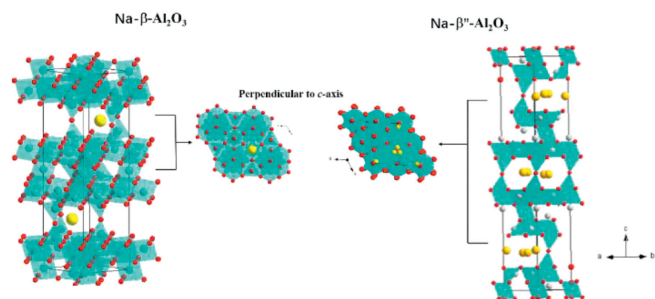 Na-β-Al₂O₃
Na-β"-Al₂O₃
Perpendicular to c-axis
c
a
b